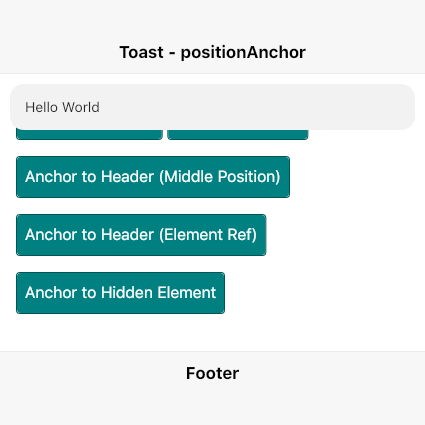 Toast - positionAnchor
Hello World
Anchor to Header (Middle Position)
Anchor to Header (Element Ref)
Anchor to Hidden Element
Footer